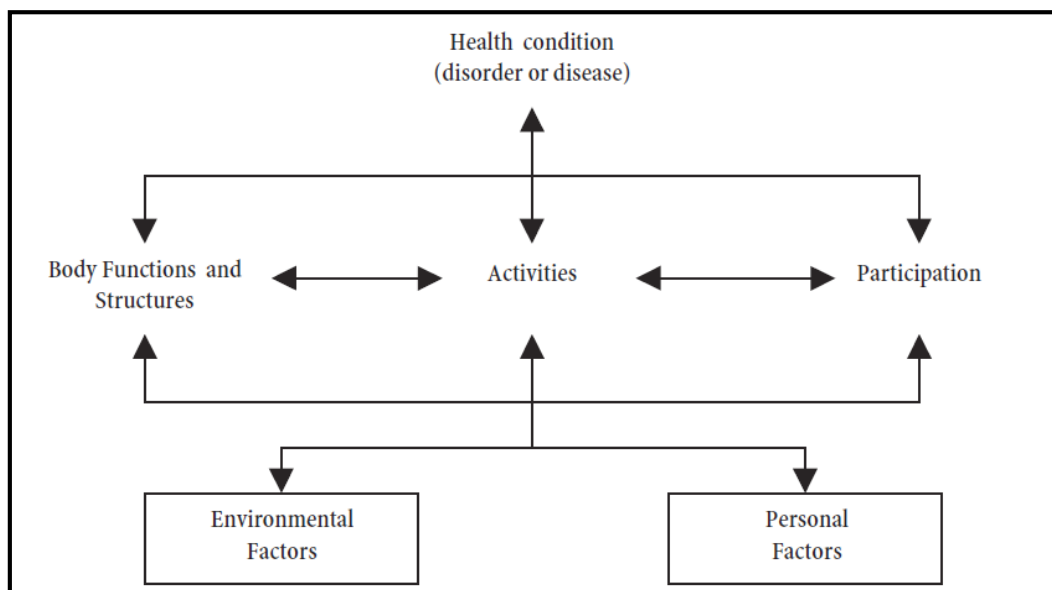 Health condition
(disorder or disease)
Body Functions and
Structures
Activities
Participation
Environmental
Factors
Personal
Factors